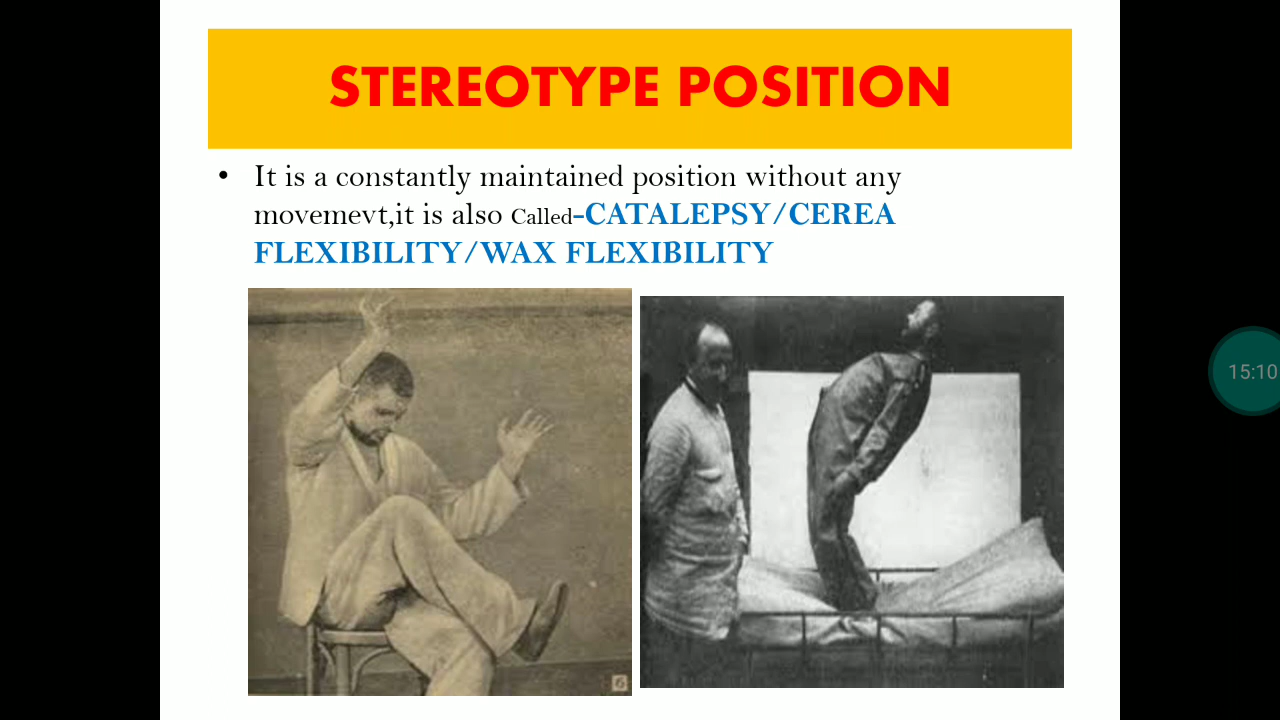 STEREOTYPE POSITION
• It is a constantly maintained position without any
movemevt,it is also Called-CATALEPSY/CEREA
FLEXIBILITY/WAX FLEXIBILITY
15:10
6